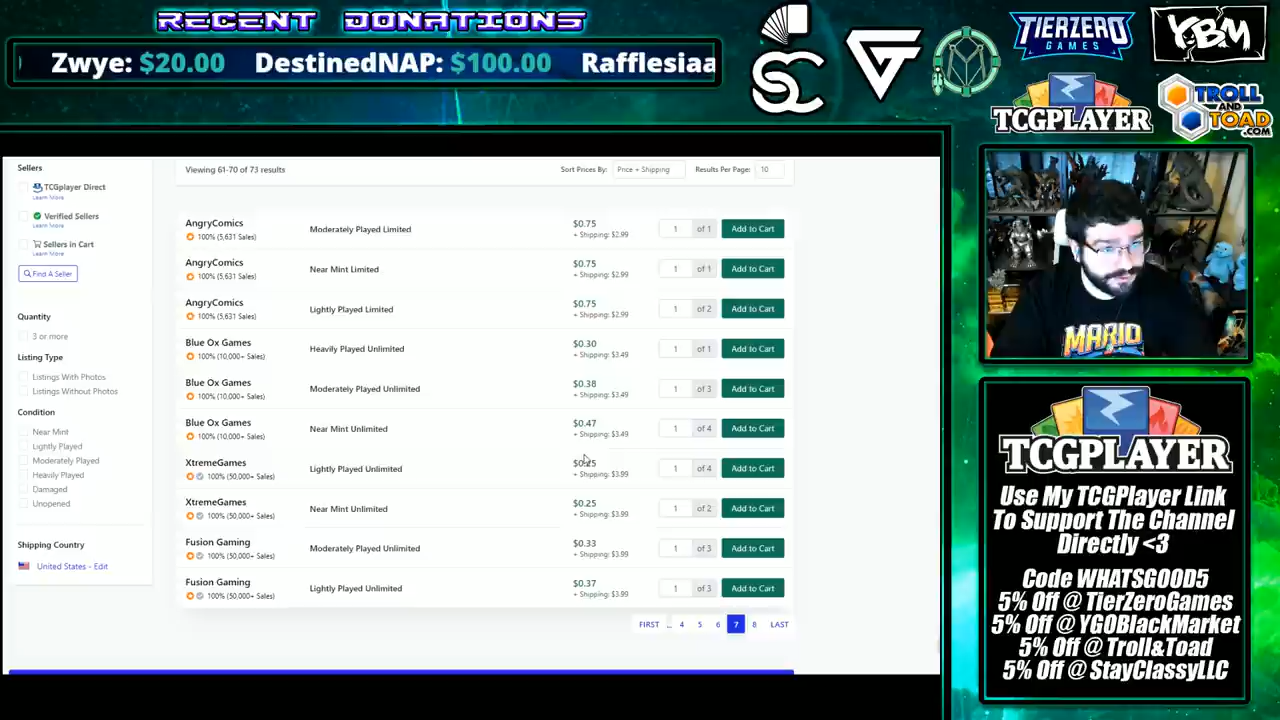 RECENT DONATIONS
Zwye: $20.00 DestinedNAP: $100.00 Rafflesiaa
SC
TIERZERO
GAMES
YBM
TCGPLAYER
TROLL
AND
TOAD
.COM
Sellers
TCGplayer Direct
Learn More
Verified Sellers
Learn More
Sellers in Cart
Learn More
Find A Seller
Quantity
3 or more
Listing Type
Listings With Photos
Listings Without Photos
Condition
Near Mint
Lightly Played
Moderately Played
Heavily Played
Damaged
Unopened
Shipping Country
United States - Edit
Viewing 61-70 of 73 results
Sort Prices By: Price + Shipping Results Per Page: 10
AngryComics
100% (5,631 Sales)
Moderately Played Limited
$0.75
+ Shipping: $2.99
1 of 1 Add to Cart
AngryComics
100% (5,631 Sales)
Near Mint Limited
$0.75
+ Shipping: $2.99
1 of 1 Add to Cart
AngryComics
100% (5,631 Sales)
Lightly Played Limited
$0.75
+ Shipping: $2.99
1 of 2 Add to Cart
Blue Ox Games
100% (10,000+ Sales)
Heavily Played Unlimited
$0.30
+ Shipping: $3.49
1 of 1 Add to Cart
Blue Ox Games
100% (10,000+ Sales)
Moderately Played Unlimited
$0.38
+ Shipping: $3.49
1 of 3 Add to Cart
Blue Ox Games
100% (10,000+ Sales)
Near Mint Unlimited
$0.47
+ Shipping: $3.49
1 of 4 Add to Cart
XtremeGames
100% (50,000+ Sales)
Lightly Played Unlimited
$0.25
+ Shipping: $3.99
1 of 4 Add to Cart
XtremeGames
100% (50,000+ Sales)
Near Mint Unlimited
$0.25
+ Shipping: $3.99
1 of 2 Add to Cart
Fusion Gaming
100% (50,000+ Sales)
Moderately Played Unlimited
$0.33
+ Shipping: $3.99
1 of 3 Add to Cart
Fusion Gaming
100% (50,000+ Sales)
Lightly Played Unlimited
$0.37
+ Shipping: $3.99
1 of 3 Add to Cart
FIRST ... 4 5 6 7 8 LAST
MARIO
TCGPLAYER
Use My TCGPlayer Link
To Support The Channel
Directly <3
Code WHATSGOOD5
5% Off @ TierZeroGames
5% Off @ YGOBlackMarket
5% Off @ Troll&Toad
5% Off @ StayClassyLLC